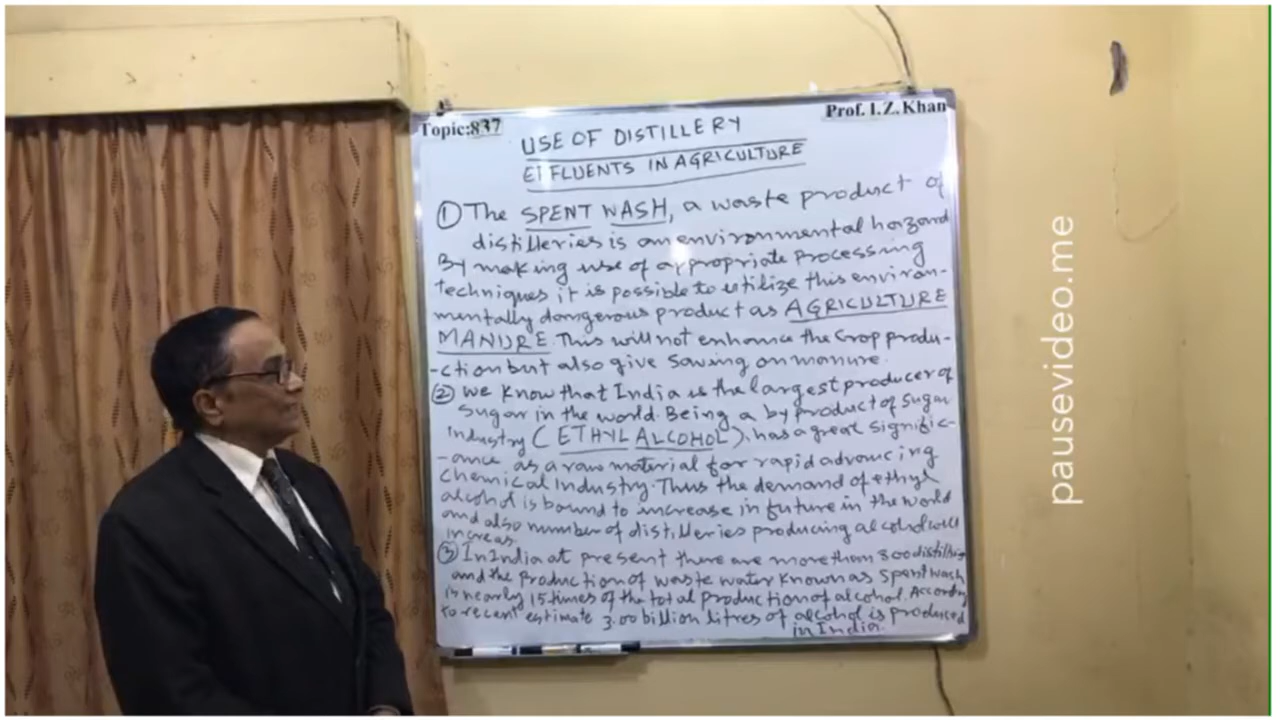 Topic:837
Prof. I.Z. Khan
USE OF DISTILLERY
EFFLUENTS IN AGRICULTURE
① The SPENT WASH, a waste product of
distilleries is an environmental hazard
By making use of appropriate processing
techniques it is possible to utilize this environ-
mentally dangerous product as AGRICULTURE
MANURE. This will not enhance the crop produ-
-ction but also give saving on manure.
② We know that India is the largest producer of
sugar in the world. Being a by product of sugar
industry (ETHYL ALCOHOL), has a great signific-
-ance as a raw material for rapid advancing
chemical Industry. Thus the demand of ethyl
alcohol is bound to increase in future in the world
and also number of distilleries producing alcohol will
increas
③ In India at present there are more than 800
and the production of waste water known as spent wash
is nearly 15 times of the total production of alcohol.
to recent estimate 3.00 billion litres of alcohol is produced
in India.
pausevideo.me